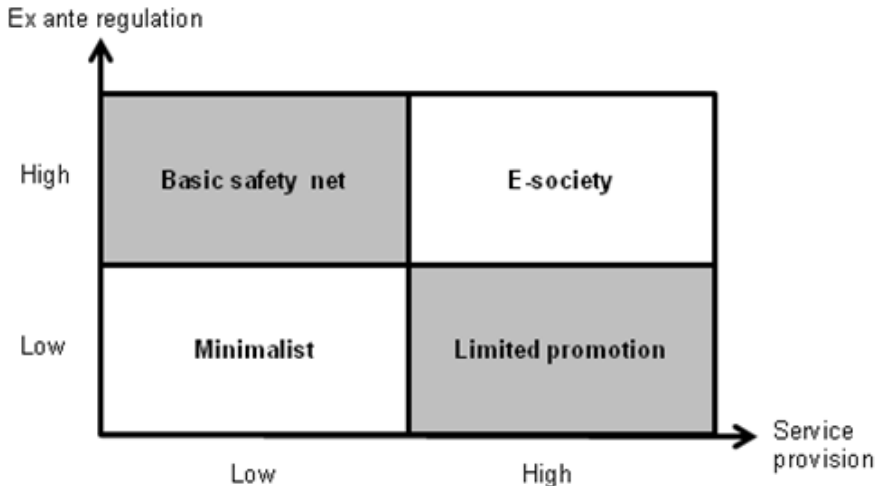 Ex ante regulation
High
Basic safety net
E-society
Low
Minimalist
Limited promotion
Service
provision
Low
High